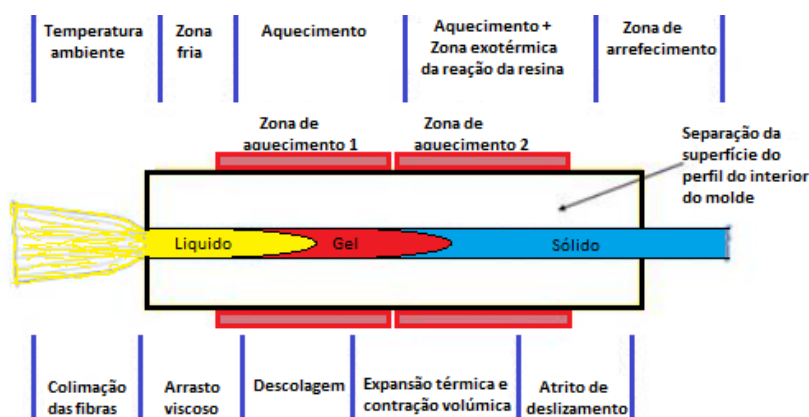 Temperatura
ambiente
Zona
fria
Aquecimento
Aquecimento +
Zona exotérmica
da reação da resina
Zona de
arrefecimento
Zona de
aquecimento 1
Zona de
aquecimento 2
Separação da
superfície do
perfil do interior
do molde
Liquido
Gel
Sólido
Colimação
das fibras
Arrasto
viscoso
Descolagem
Expansão térmica e
contração volúmica
Atrito de
deslizamento